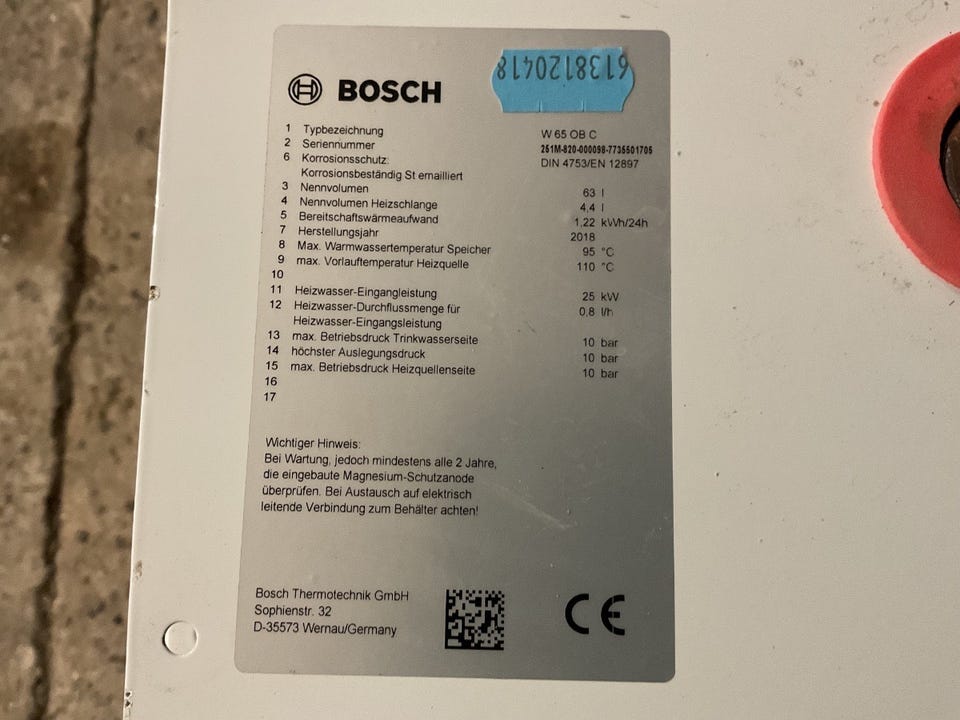 BOSCH
6138120418
1 Typbezeichnung W 65 OB C
2 Seriennummer 251M-820-000098-7735501705
6 Korrosionsschutz: DIN 4753/EN 12897
Korrosionsbeständig St emailliert
3 Nennvolumen 63 l
4 Nennvolumen Heizschlange 4,4 l
5 Bereitschaftswärmeaufwand 1,22 kWh/24h
7 Herstellungsjahr 2018
8 Max. Warmwassertemperatur Speicher 95 °C
9 max. Vorlauftemperatur Heizquelle 110 °C
10
11 Heizwasser-Eingangleistung 25 kW
12 Heizwasser-Durchflussmenge für 0,8 l/h
Heizwasser-Eingangsleistung
13 max. Betriebsdruck Trinkwasserseite 10 bar
14 höchster Auslegungsdruck 10 bar
15 max. Betriebsdruck Heizquellenseite 10 bar
16
17
Wichtiger Hinweis:
Bei Wartung, jedoch mindestens alle 2 Jahre,
die eingebaute Magnesium-Schutzanode
überprüfen. Bei Austausch auf elektrisch
leitende Verbindung zum Behälter achten!
Bosch Thermotechnik GmbH
Sophienstr. 32
D-35573 Wernau/Germany
CE